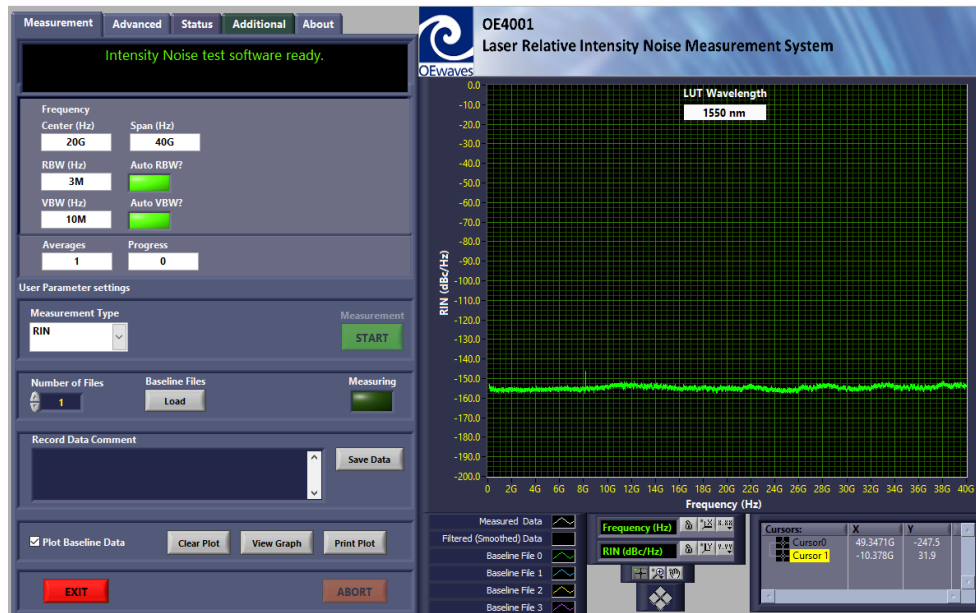 Measurement Advanced Status Additional About
Intensity Noise test software ready.
Frequency
Center (Hz) Span (Hz)
20G 40G
RBW (Hz) Auto RBW?
3M
VBW (Hz) Auto VBW?
10M
Averages Progress
1 0
User Parameter settings
Measurement Type Measurement
RIN START
Number of Files Baseline Files Measuring
1 Load
Record Data Comment
Save Data
Plot Baseline Data Clear Plot View Graph Print Plot
EXIT ABORT
OEwaves
OE4001
Laser Relative Intensity Noise Measurement System
LUT Wavelength
1550 nm
RIN (dBc/Hz)
0.0
-10.0
-20.0
-30.0
-40.0
-50.0
-60.0
-70.0
-80.0
-90.0
-100.0
-110.0
-120.0
-130.0
-140.0
-150.0
-160.0
-170.0
-180.0
-190.0
-200.0
0 2G 4G 6G 8G 10G 12G 14G 16G 18G 20G 22G 24G 26G 28G 30G 32G 34G 36G 38G 40G
Frequency (Hz)
Measured Data
Filtered (Smoothed) Data
Baseline File 0
Baseline File 1
Baseline File 2
Baseline File 3
Frequency (Hz)
RIN (dBc/Hz)
Cursors: X Y
Cursor0 49.3471G -247.5
Cursor 1 -10.378G 31.9